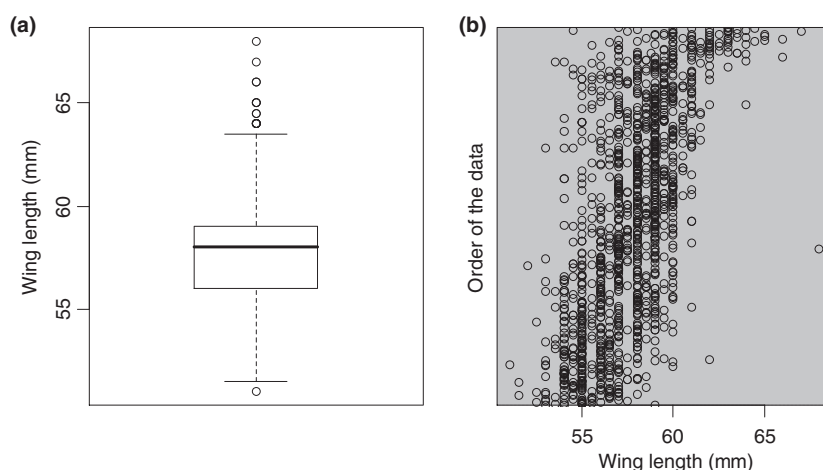 (a)
Wing length (mm)
65
60
55
(b)
Order of the data
55 60 65
Wing length (mm)